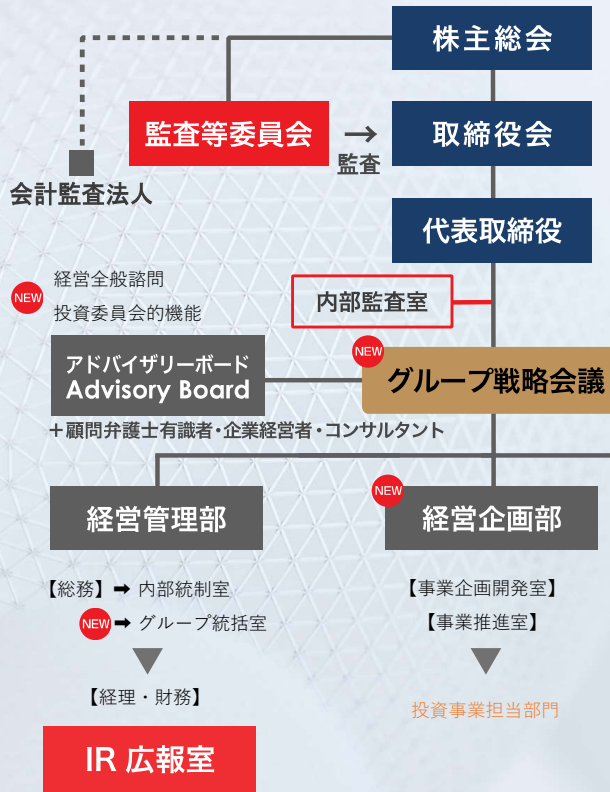 株主総会
監査等委員会
→
取締役会
監査
会計監査法人
代表取締役
経営全般諮問
NEW
投資委員会的機能
内部監査室
NEW
アドバイザリーボード
Advisory Board
グループ戦略会議
＋顧問弁護士有識者・企業経営者・コンサルタント
経営管理部
NEW
経営企画部
【総務】➡ 内部統制室
NEW ➡ グループ統括室
【事業企画開発室】
【事業推進室】
【経理・財務】
投資事業担当部門
IR 広報室